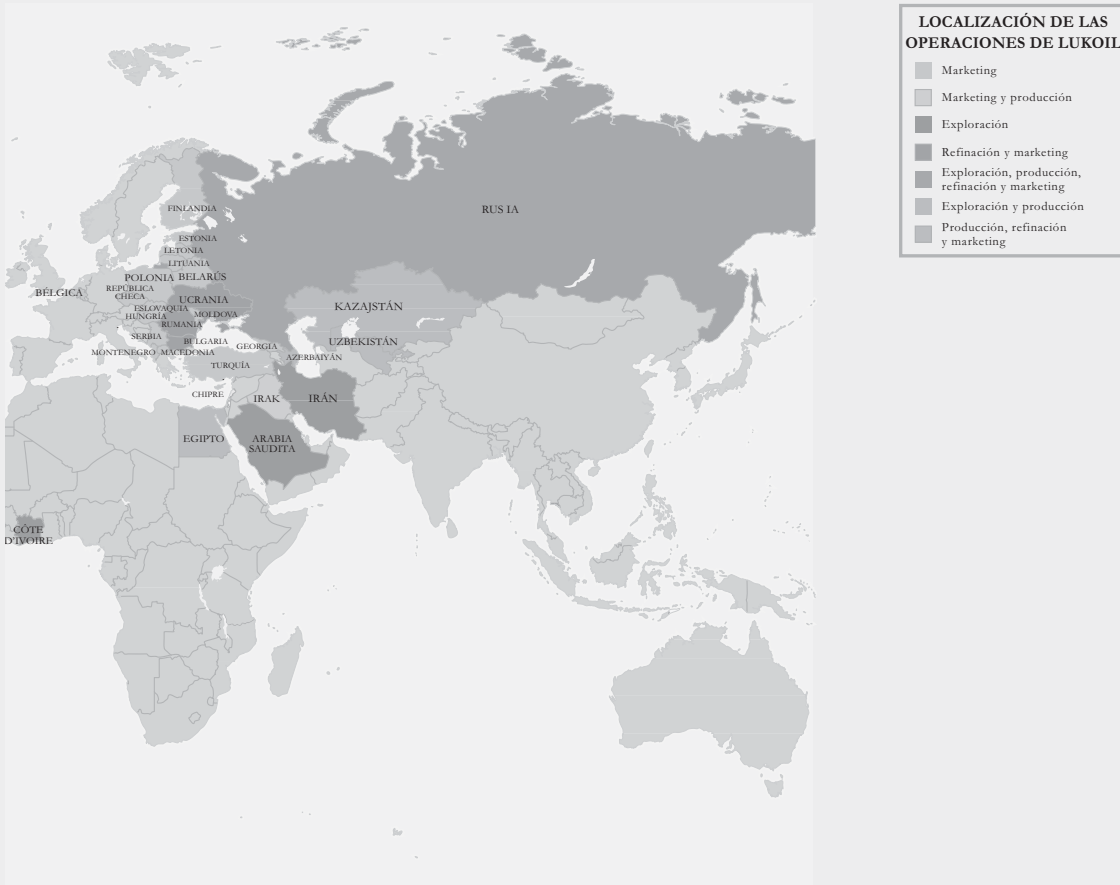 LOCALIZACIÓN DE LAS
OPERACIONES DE LUKOIL
Marketing
Marketing y producción
Exploración
Refinación y marketing
Exploración, producción,
refinación y marketing
Exploración y producción
Producción, refinación
y marketing
RUS IA
FINLANDIA
ESTONIA
LETONIA
LITUANIA
POLONIA
BELARÚS
BÉLGICA
REPÚBLICA
CHECA
UCRANIA
ESLOVAQUIA
MOLDOVA
HUNGRÍA
RUMANÍA
KAZAJSTÁN
SERBIA
BULGARIA
UZBEKISTÁN
GEORGIA
MONTENEGRO
MACEDONIA
AZERBAIYÁN
TURQUÍA
CHIPRE
IRAK
IRÁN
EGIPTO
ARABIA
SAUDITA
CÔTE
D'IVOIRE